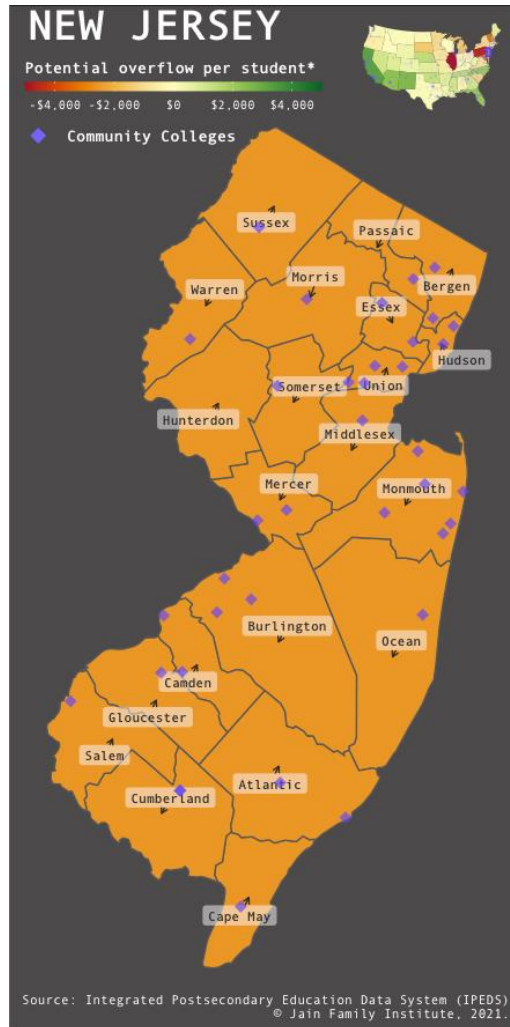 NEW JERSEY
Potential overflow per student*
-$4,000 -$2,000 $0 $2,000 $4,000
Community Colleges
Sussex
Passaic
Morris
Warren
Bergen
Essex
Hudson
Somerset
Union
Hunterdon
Middlesex
Mercer
Monmouth
Burlington
Ocean
Camden
Gloucester
Salem
Atlantic
Cumberland
Cape May
Source: Integrated Postsecondary Education Data System (IPEDS)
© Jain Family Institute, 2021.